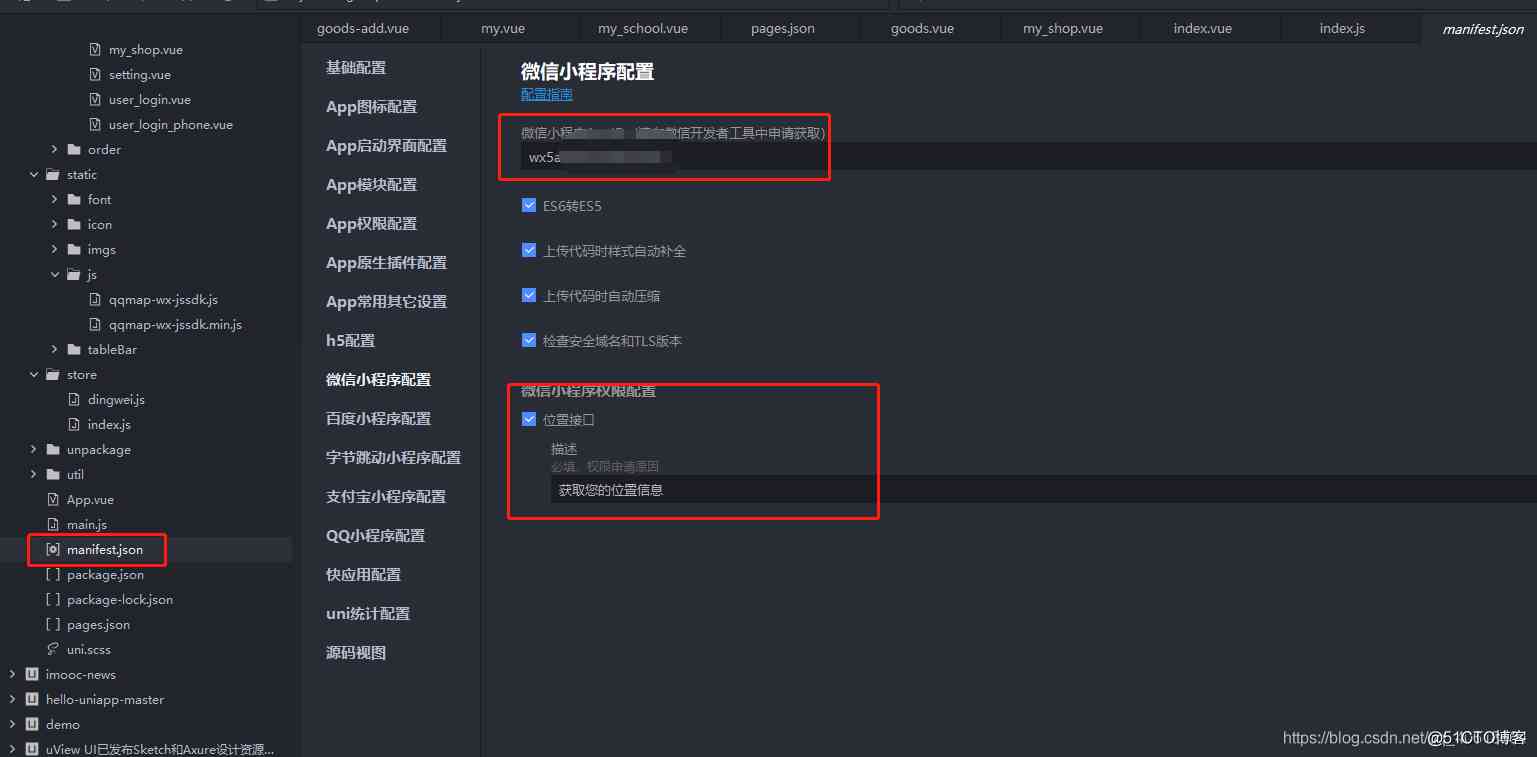 goods-add.vue
my.vue
my_school.vue
pages.json
goods.vue
my_shop.vue
index.vue
index.js
manifest.json
my_shop.vue
setting.vue
user_login.vue
user_login_phone.vue
order
static
font
icon
imgs
js
qqmap-wx-jssdk.js
qqmap-wx-jssdk.min.js
tableBar
store
dingwei.js
index.js
unpackage
util
App.vue
main.js
manifest.json
package.json
package-lock.json
pages.json
uni.scss
imooc-news
hello-uniapp-master
demo
uView UI已发布Sketch和Axure设计资源...
基础配置
App图标配置
App启动界面配置
App模块配置
App权限配置
App原生插件配置
App常用其它设置
h5配置
微信小程序配置
百度小程序配置
字节跳动小程序配置
支付宝小程序配置
QQ小程序配置
快应用配置
uni统计配置
源码视图
微信小程序配置
配置指南
微信小程 微信开发者工具中申请获取)
wx5a
ES6转ES5
上传代码时样式自动补全
上传代码时自动压缩
检查安全域名和TLS版本
微信小程序权限配置
位置接口
描述
必填，权限申请原因
获取您的位置信息
https://blog.csdn.net/
@51CTO博客